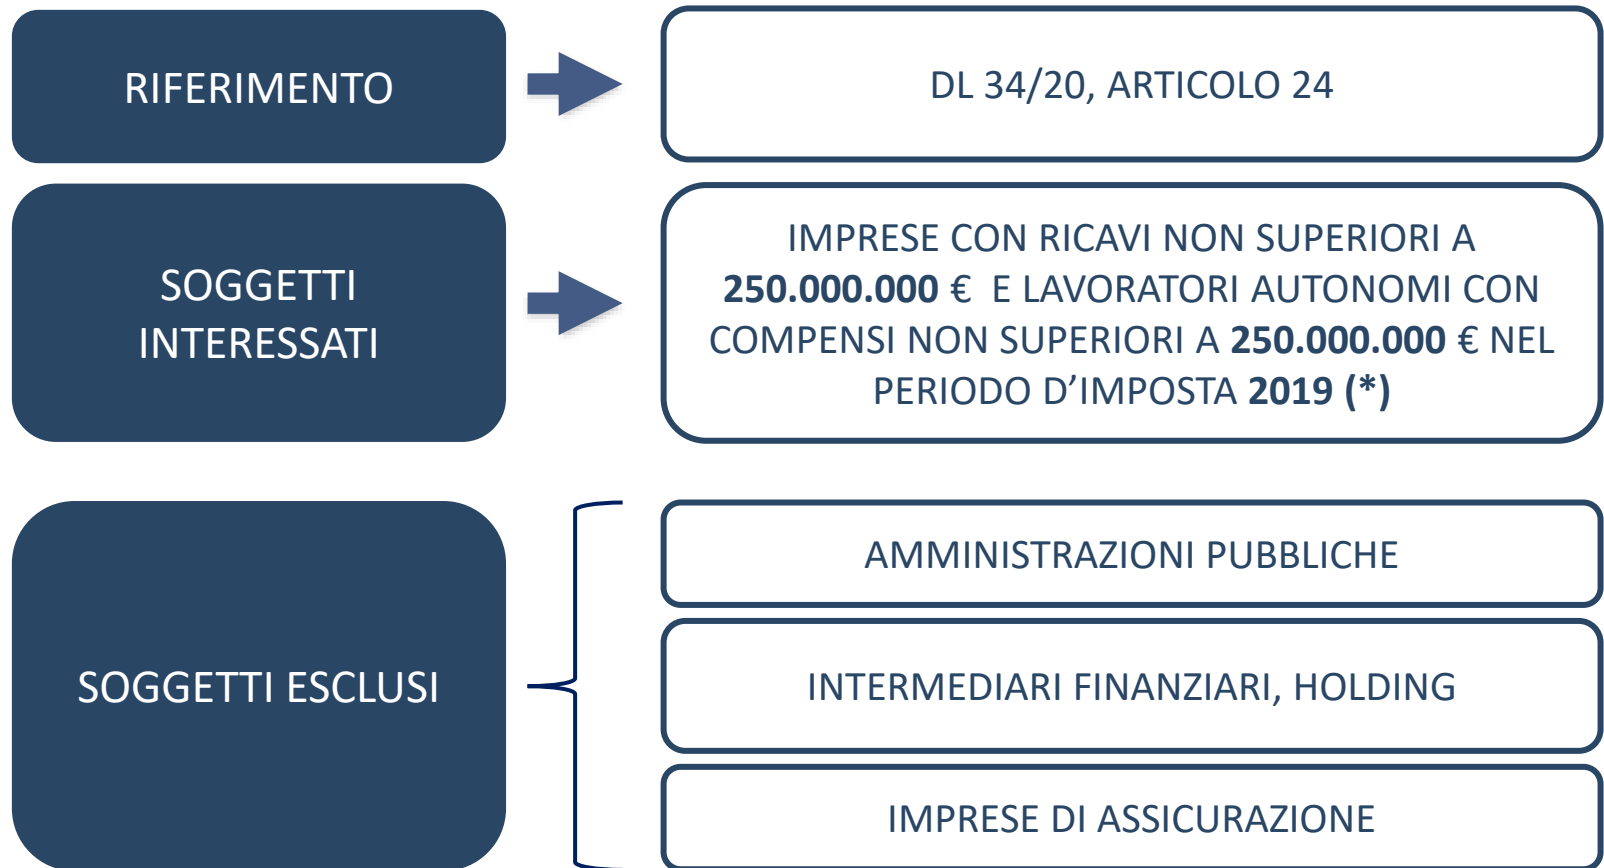 RIFERIMENTO
DL 34/20, ARTICOLO 24
SOGGETTI
INTERESSATI
IMPRESE CON RICAVI NON SUPERIORI A
250.000.000 € E LAVORATORI AUTONOMI CON
COMPENSI NON SUPERIORI A 250.000.000 € NEL
PERIODO D’IMPOSTA 2019 (*)
SOGGETTI ESCLUSI
AMMINISTRAZIONI PUBBLICHE
INTERMEDIARI FINANZIARI, HOLDING
IMPRESE DI ASSICURAZIONE